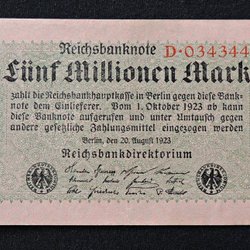 Reichsbanknote D·034344
Fünf Millionen Mark
zahlt die Reichsbankhauptkasse in Berlin gegen diese Bank-
note dem Einlieferer. Vom 1. Oktober 1923 ab kann
diese Banknote aufgerufen und unter Umtausch gegen
andere gesetzliche Zahlungsmittel eingezogen werden
Berlin, den 20. August 1923
Reichsbankdirektorium